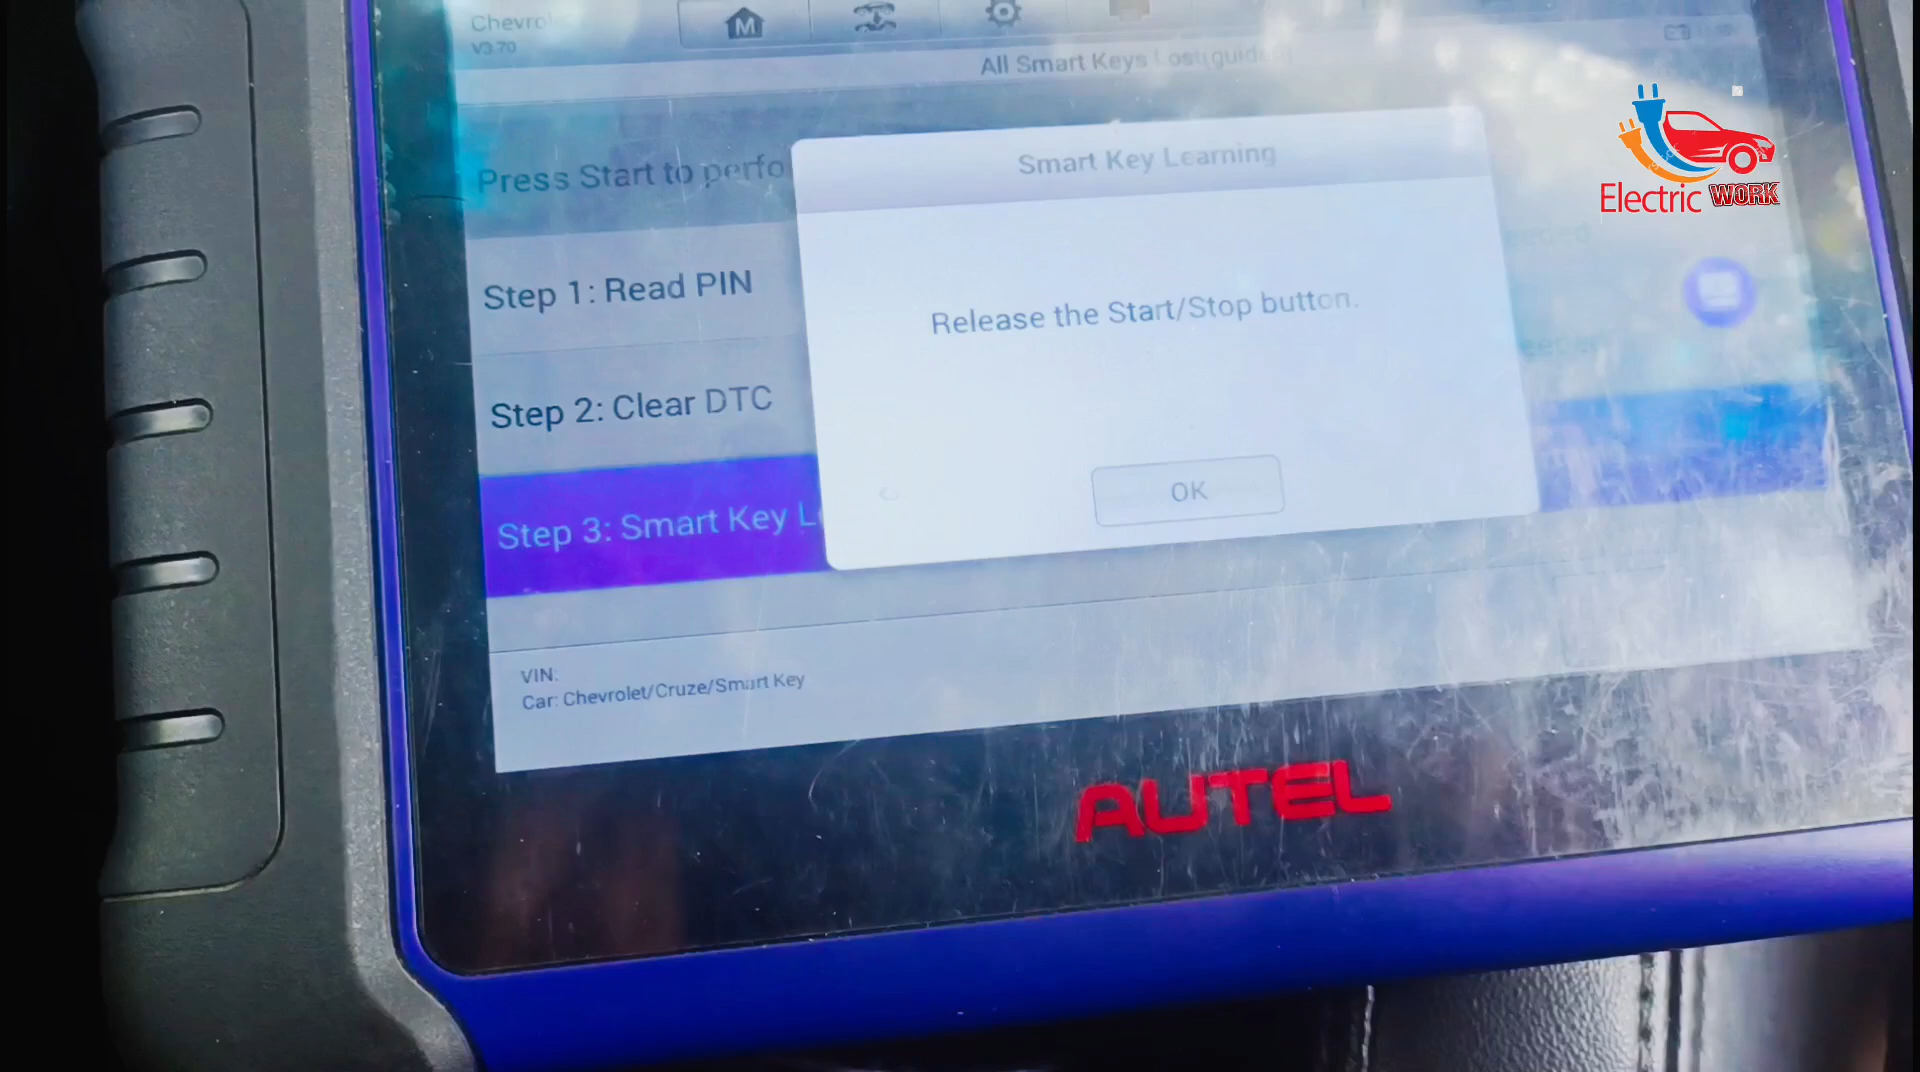 Chevrol
V3.70
M
All Smart Keys Lost guiding
Electric WORK
Smart Key Learning
Press Start to perfo
Release the Start/Stop button.
Step 1: Read PIN
Step 2: Clear DTC
OK
Step 3: Smart Key L
VIN:
Car: Chevrolet/Cruze/Smart Key
AUTEL